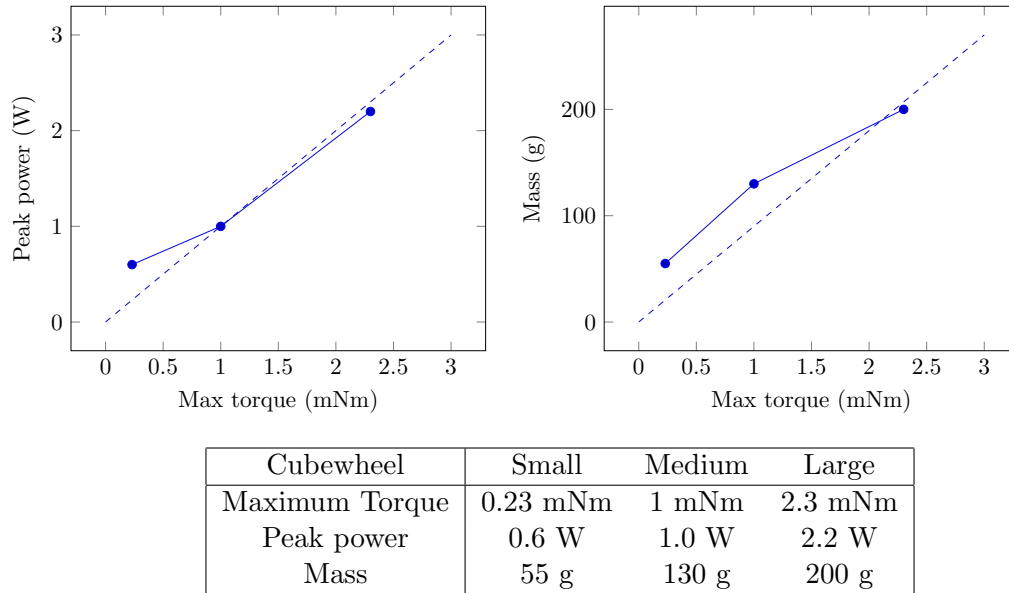 3
2
1
0
Peak power (W)
0 0.5 1 1.5 2 2.5 3
Max torque (mNm)
200
100
0
Mass (g)
0 0.5 1 1.5 2 2.5 3
Max torque (mNm)
Cubewheel Small Medium Large
Maximum Torque 0.23 mNm 1 mNm 2.3 mNm
Peak power 0.6 W 1.0 W 2.2 W
Mass 55 g 130 g 200 g